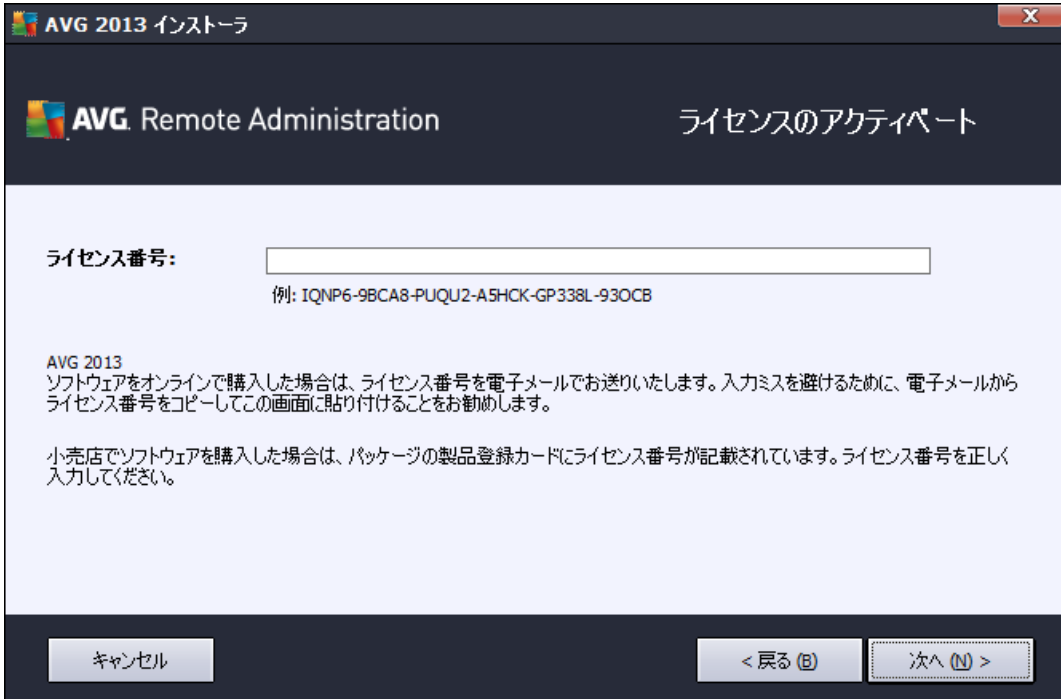 AVG 2013 インストーラ
AVG. Remote Administration
ライセンスのアクティベート
ライセンス番号:
例: IQNP6-9BCA8-PUQU2-A5HCK-GP338L-93OCB
AVG 2013
ソフトウェアをオンラインで購入した場合は、ライセンス番号を電子メールでお送りいたします。入力ミスを避けるために、電子メールから
ライセンス番号をコピーしてこの画面に貼り付けることをお勧めします。
小売店でソフトウェアを購入した場合は、パッケージの製品登録カードにライセンス番号が記載されています。ライセンス番号を正しく
入力してください。
キャンセル
< 戻る (B)
次へ (N) >